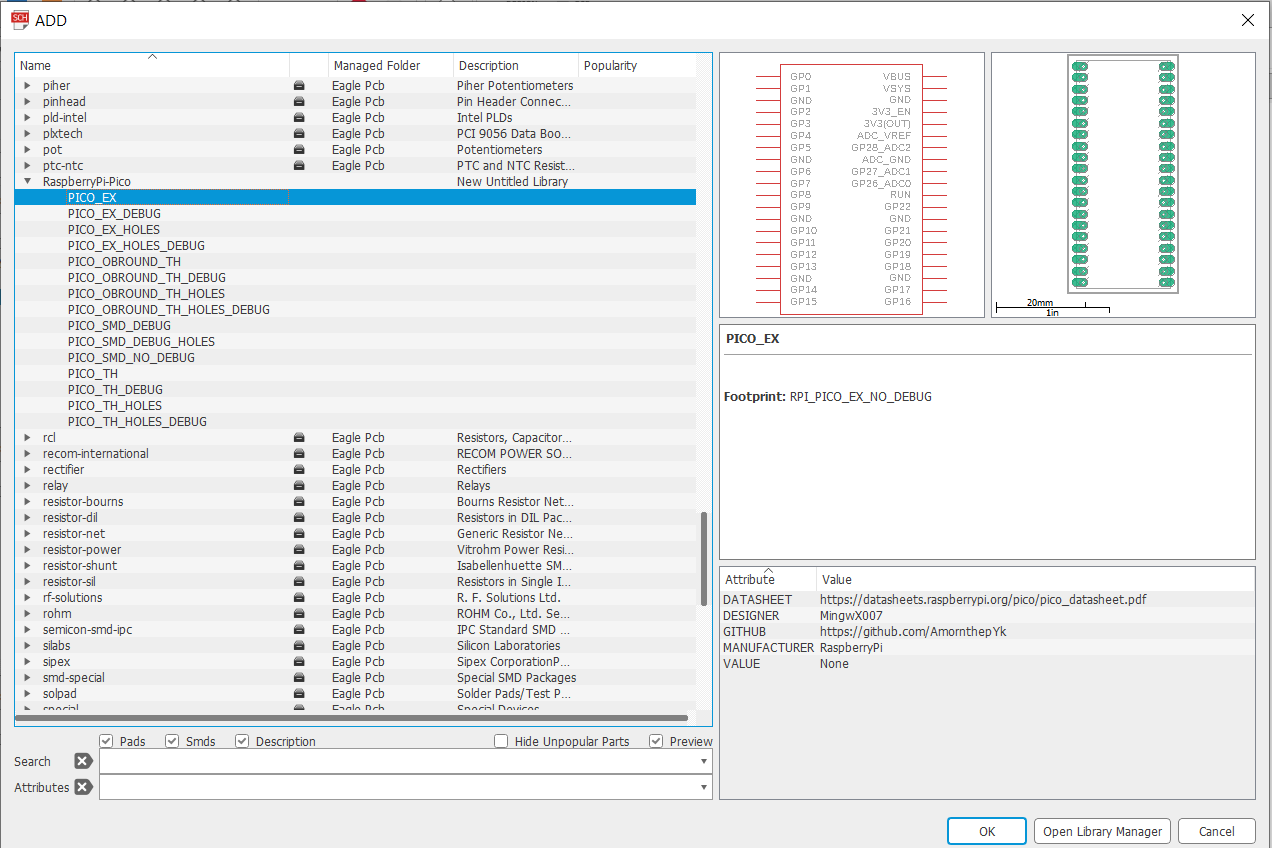 SCH ADD
Name Managed Folder Description Popularity
piher Eagle Pcb Piher Potentiometers
pinhead Eagle Pcb Pin Header Connec...
pld-intel Eagle Pcb Intel PLDs
plxtech Eagle Pcb PCI 9056 Data Boo...
pot Eagle Pcb Potentiometers
ptc-ntc Eagle Pcb PTC and NTC Resist...
RaspberryPi-Pico New Untitled Library
PICO_EX
PICO_EX_DEBUG
PICO_EX_HOLES
PICO_EX_HOLES_DEBUG
PICO_OBROUND_TH
PICO_OBROUND_TH_DEBUG
PICO_OBROUND_TH_HOLES
PICO_OBROUND_TH_HOLES_DEBUG
PICO_SMD_DEBUG
PICO_SMD_DEBUG_HOLES
PICO_SMD_NO_DEBUG
PICO_TH
PICO_TH_DEBUG
PICO_TH_HOLES
PICO_TH_HOLES_DEBUG
rcl Eagle Pcb Resistors, Capacitor...
recom-international Eagle Pcb RECOM POWER SO...
rectifier Eagle Pcb Rectifiers
relay Eagle Pcb Relays
resistor-bourns Eagle Pcb Bourns Resistor Net...
resistor-dil Eagle Pcb Resistors in DIL Pac...
resistor-net Eagle Pcb Generic Resistor Ne...
resistor-power Eagle Pcb Vitrohm Power Resi...
resistor-shunt Eagle Pcb Isabellenhuette SM...
resistor-sil Eagle Pcb Resistors in Single I...
rf-solutions Eagle Pcb R. F. Solutions Ltd.
rohm Eagle Pcb ROHM Co., Ltd. Se...
semicon-smd-ipc Eagle Pcb IPC Standard SMD ...
silabs Eagle Pcb Silicon Laboratories
sipex Eagle Pcb Sipex CorporationP...
smd-special Eagle Pcb Special SMD Packages
solpad Eagle Pcb Solder Pads/Test P...
special Eagle Pcb Special Devices
Pads Smds Description Hide Unpopular Parts Preview
Search
Attributes
GP0 VBUS
GP1 VSYS
GND GND
GP2 3V3_EN
GP3 3V3(OUT)
GP4 ADC_VREF
GP5 GP28_ADC2
GND ADC_GND
GP6 GP27_ADC1
GP7 GP26_ADC0
GP8 RUN
GP9 GP22
GND GND
GP10 GP21
GP11 GP20
GP12 GP19
GP13 GP18
GND GND
GP14 GP17
GP15 GP16
20mm
1in
PICO_EX
Footprint: RPI_PICO_EX_NO_DEBUG
Attribute Value
DATASHEET https://datasheets.raspberrypi.org/pico/pico_datasheet.pdf
DESIGNER MingwX007
GITHUB https://github.com/AmornthepYk
MANUFACTURER RaspberryPi
VALUE None
OK Open Library Manager Cancel